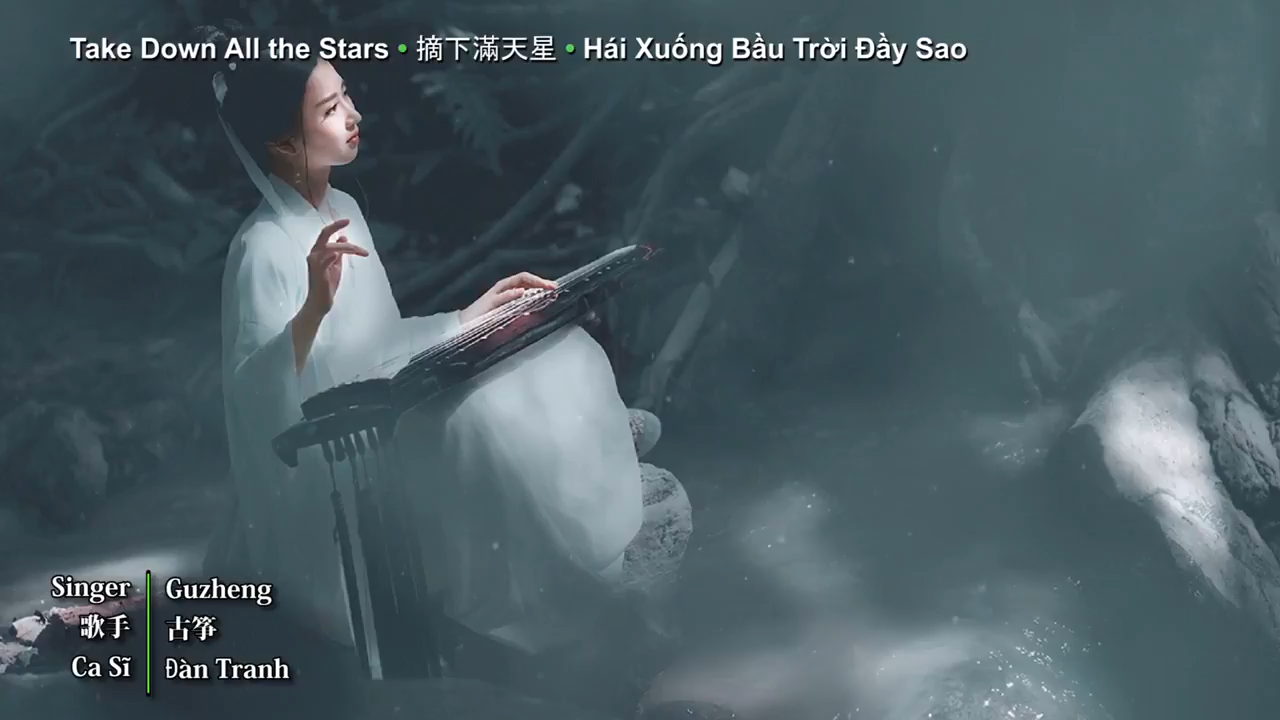 Take Down All the Stars • 摘下滿天星 • Hái Xuống Bầu Trời Đầy Sao
Singer Guzheng
歌手 古筝
Ca Sĩ Đàn Tranh